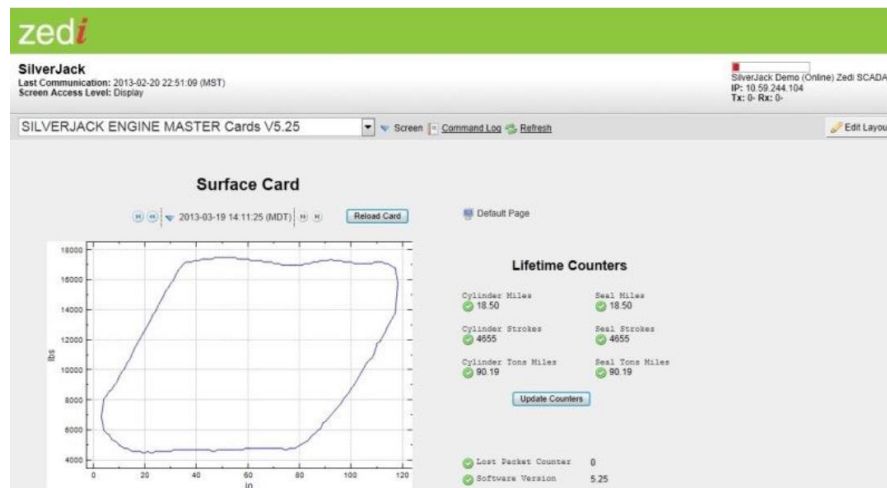 zedi
SilverJack
Last Communication: 2013-02-20 22:51:09 (MST)
Screen Access Level: Display
SilverJack Demo (Online) Zedi SCADA
IP: 10.59.244.104
Tx: 0- Rx: 0-
SILVERJACK ENGINE MASTER Cards V5.25
Screen Command Log Refresh
Edit Layou
Surface Card
2013-03-19 14:11:25 (MDT) Reload Card
Default Page
18000
16000
14000
12000
10000
8000
6000
4000
lbs
0 20 40 60 80 100 120
in
Lifetime Counters
Cylinder Miles Seal Miles
18.50 18.50
Cylinder Strokes Seal Strokes
4655 4655
Cylinder Tons Miles Seal Tons Miles
90.19 90.19
Update Counters
Lost Packet Counter 0
Software Version 5.25